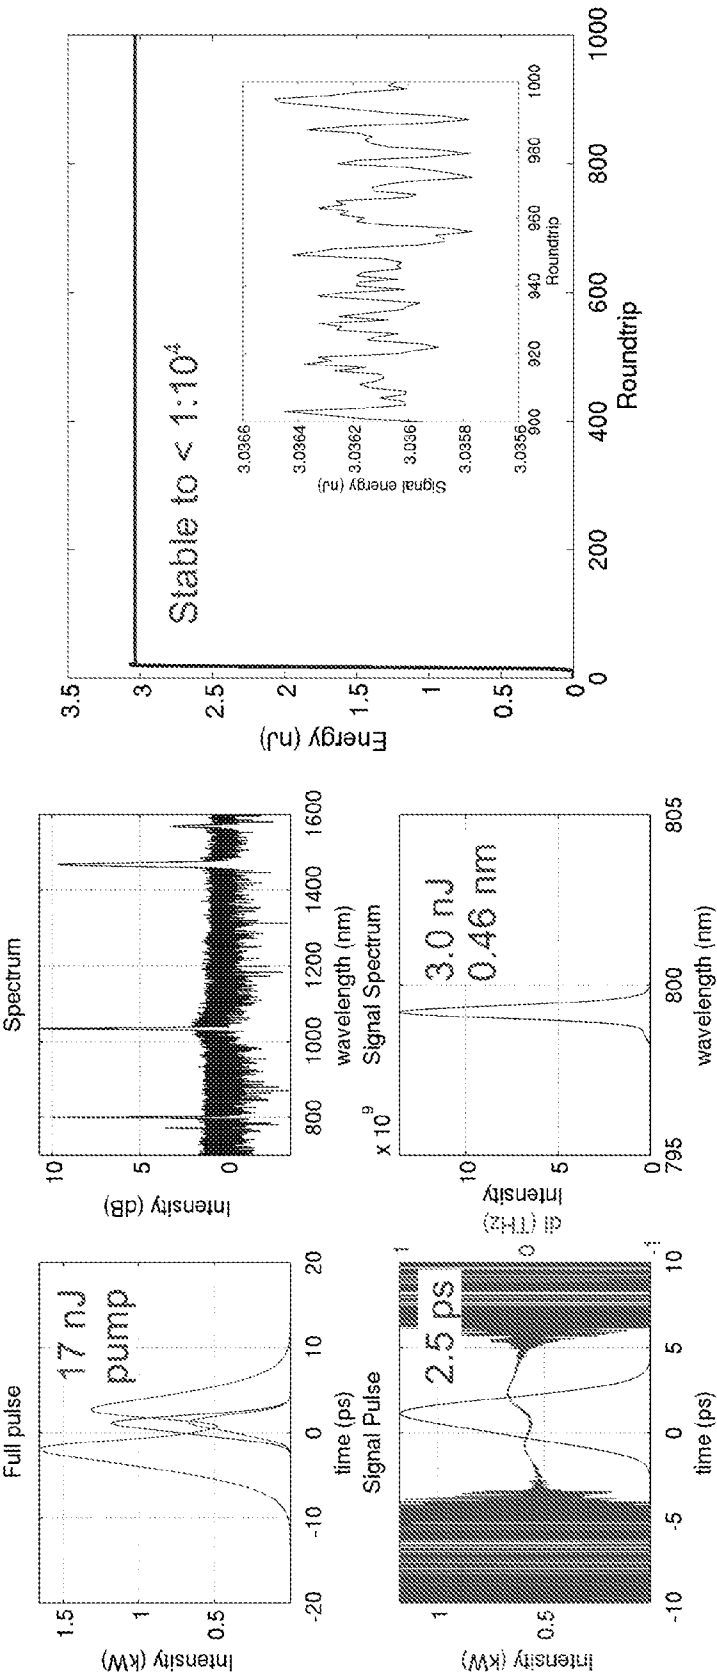 Full pulse
17 nJ
pump
Intensity (kW)
1.5
1
0.5
-20
-10
0
10
20
time (ps)
Spectrum
Intensity (dB)
10
5
0
800
1000
1200
1400
1600
wavelength (nm)
Signal Pulse
2.5 ps
Intensity (kW)
1
0.5
-10
-5
0
5
10
time (ps)
1
0
-1
dI (THz)
Signal Spectrum
x 10^9
3.0 nJ
0.46 nm
Intensity
10
5
0
795
800
805
wavelength (nm)
Stable to < 1:10^4
Energy (nJ)
3.5
3
2.5
2
1.5
1
0.5
0
0
200
400
600
800
1000
Roundtrip
Signal energy (nJ)
3.0366
3.0364
3.0362
3.036
3.0358
3.0356
900
920
940
960
980
1000
Roundtrip